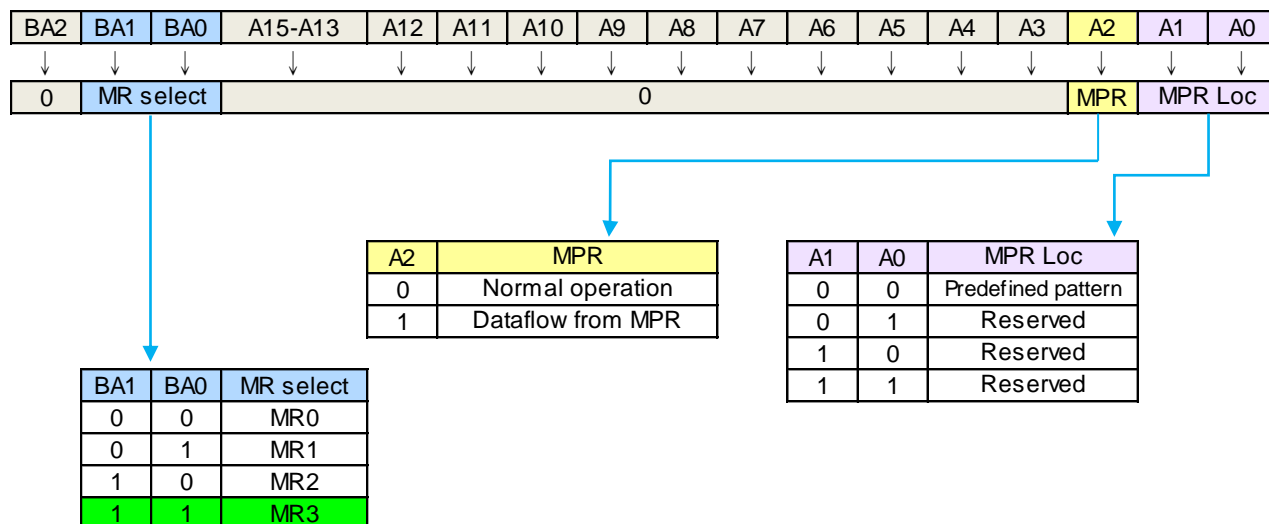 BA2 BA1 BA0 A15-A13 A12 A11 A10 A9 A8 A7 A6 A5 A4 A3 A2 A1 A0
0 MR select 0 MPR MPR Loc
A2 MPR
0 Normal operation
1 Dataflow from MPR
A1 A0 MPR Loc
0 0 Predefined pattern
0 1 Reserved
1 0 Reserved
1 1 Reserved
BA1 BA0 MR select
0 0 MR0
0 1 MR1
1 0 MR2
1 1 MR3